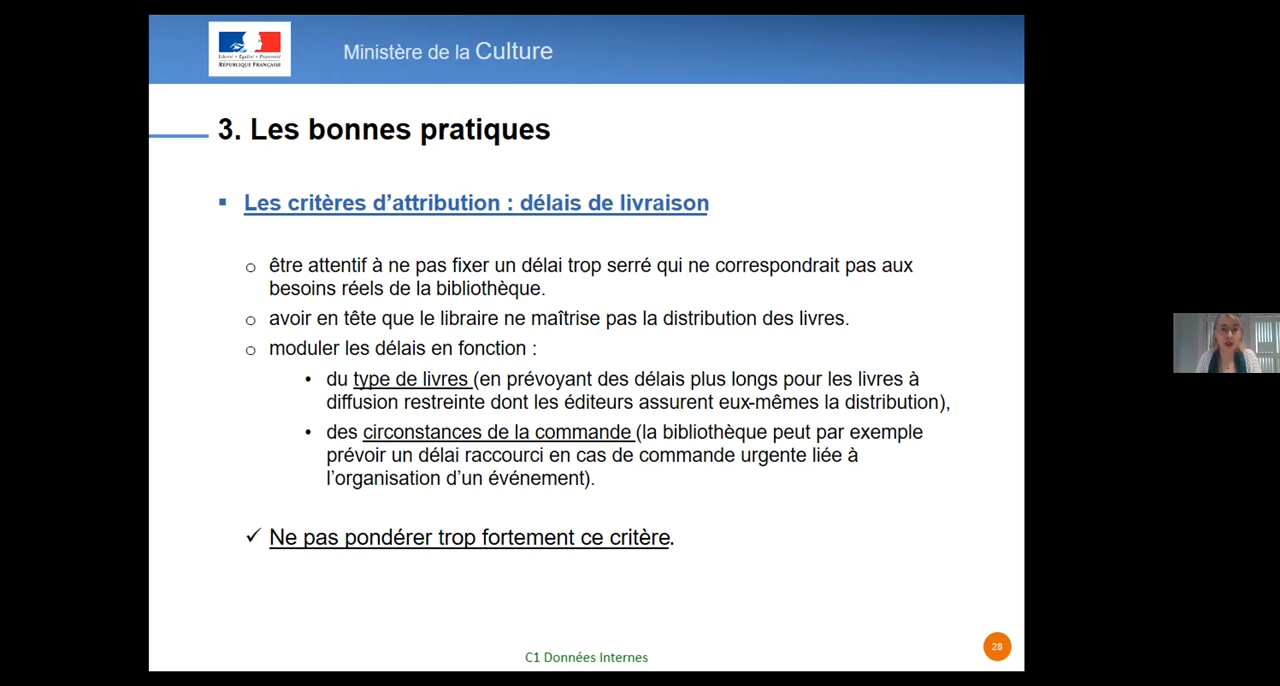 Liberté • Égalité • Fraternité
RÉPUBLIQUE FRANÇAISE
Ministère de la Culture
3. Les bonnes pratiques
▪ Les critères d’attribution : délais de livraison
o être attentif à ne pas fixer un délai trop serré qui ne correspondrait pas aux
besoins réels de la bibliothèque.
o avoir en tête que le libraire ne maîtrise pas la distribution des livres.
o moduler les délais en fonction :
• du type de livres (en prévoyant des délais plus longs pour les livres à
diffusion restreinte dont les éditeurs assurent eux-mêmes la distribution),
• des circonstances de la commande (la bibliothèque peut par exemple
prévoir un délai raccourci en cas de commande urgente liée à
l’organisation d’un événement).
✓ Ne pas pondérer trop fortement ce critère.
C1 Données Internes
28